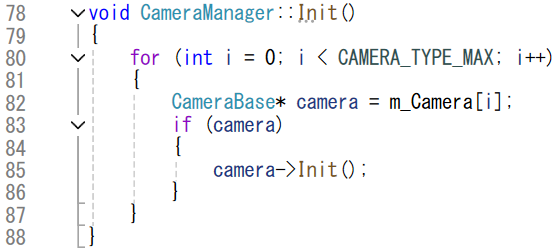 78 void CameraManager::Init()
79 {
80     for (int i = 0; i < CAMERA_TYPE_MAX; i++)
81     {
82         CameraBase* camera = m_Camera[i];
83         if (camera)
84         {
85             camera->Init();
86         }
87     }
88 }